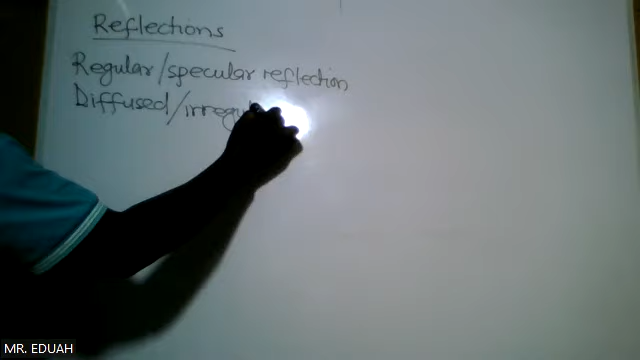 Reflections
Regular/specular reflection
Diffused/irregu
MR. EDUAH